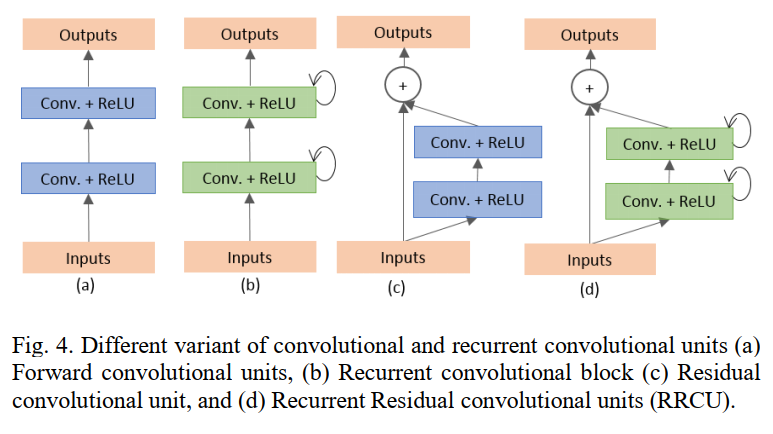 Outputs
Conv. + ReLU
Conv. + ReLU
Inputs
(a)
Outputs
Conv. + ReLU
Conv. + ReLU
Inputs
(b)
Outputs
+
Conv. + ReLU
Conv. + ReLU
Inputs
(c)
Outputs
+
Conv. + ReLU
Conv. + ReLU
Inputs
(d)
Fig. 4. Different variant of convolutional and recurrent convolutional units (a)
Forward convolutional units, (b) Recurrent convolutional block (c) Residual
convolutional unit, and (d) Recurrent Residual convolutional units (RRCU).